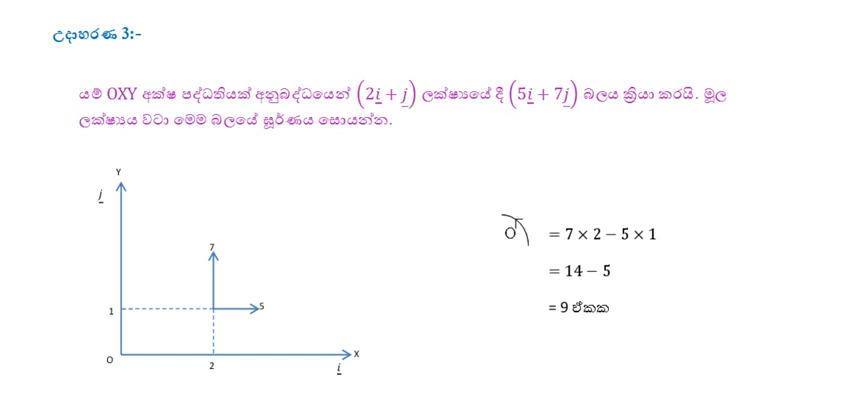 උදාහරණ 3:-
යම් OXY අක්ෂ පද්ධතියක් අනුබද්ධයෙන් (2i + j) ලක්ෂ්‍යයේ දී (5i + 7j) බලය ක්‍රියා කරයි. මූල
ලක්ෂ්‍යය වටා මෙම බලයේ ඝූර්ණය සොයන්න.
Y
j
7
5
1
O
2
X
i
O = 7 × 2 − 5 × 1
= 14 − 5
= 9 ඒකක